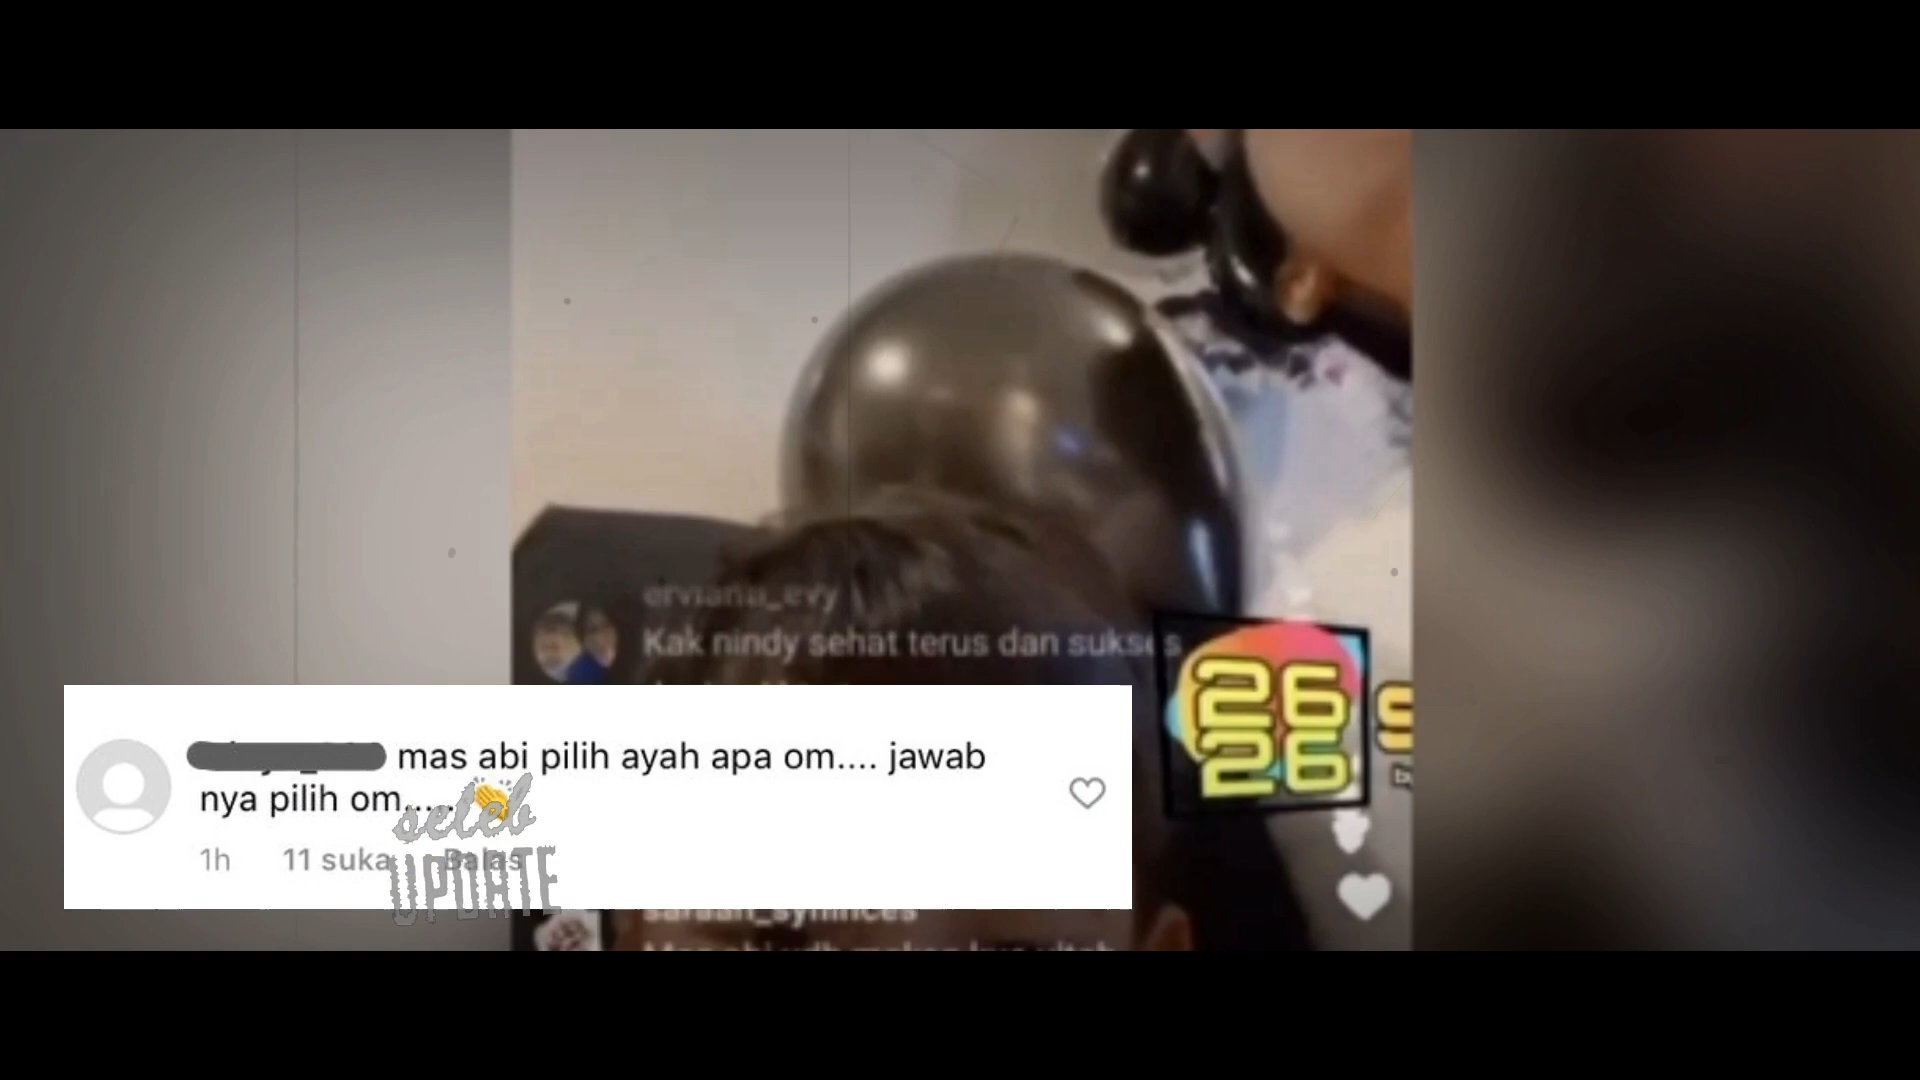 erviana_evy
Kak nindy sehat terus dan sukses
26
26
mas abi pilih ayah apa om.... jawab
nya pilih om.....
1h 11 suka Balas
seleb
UPDATE